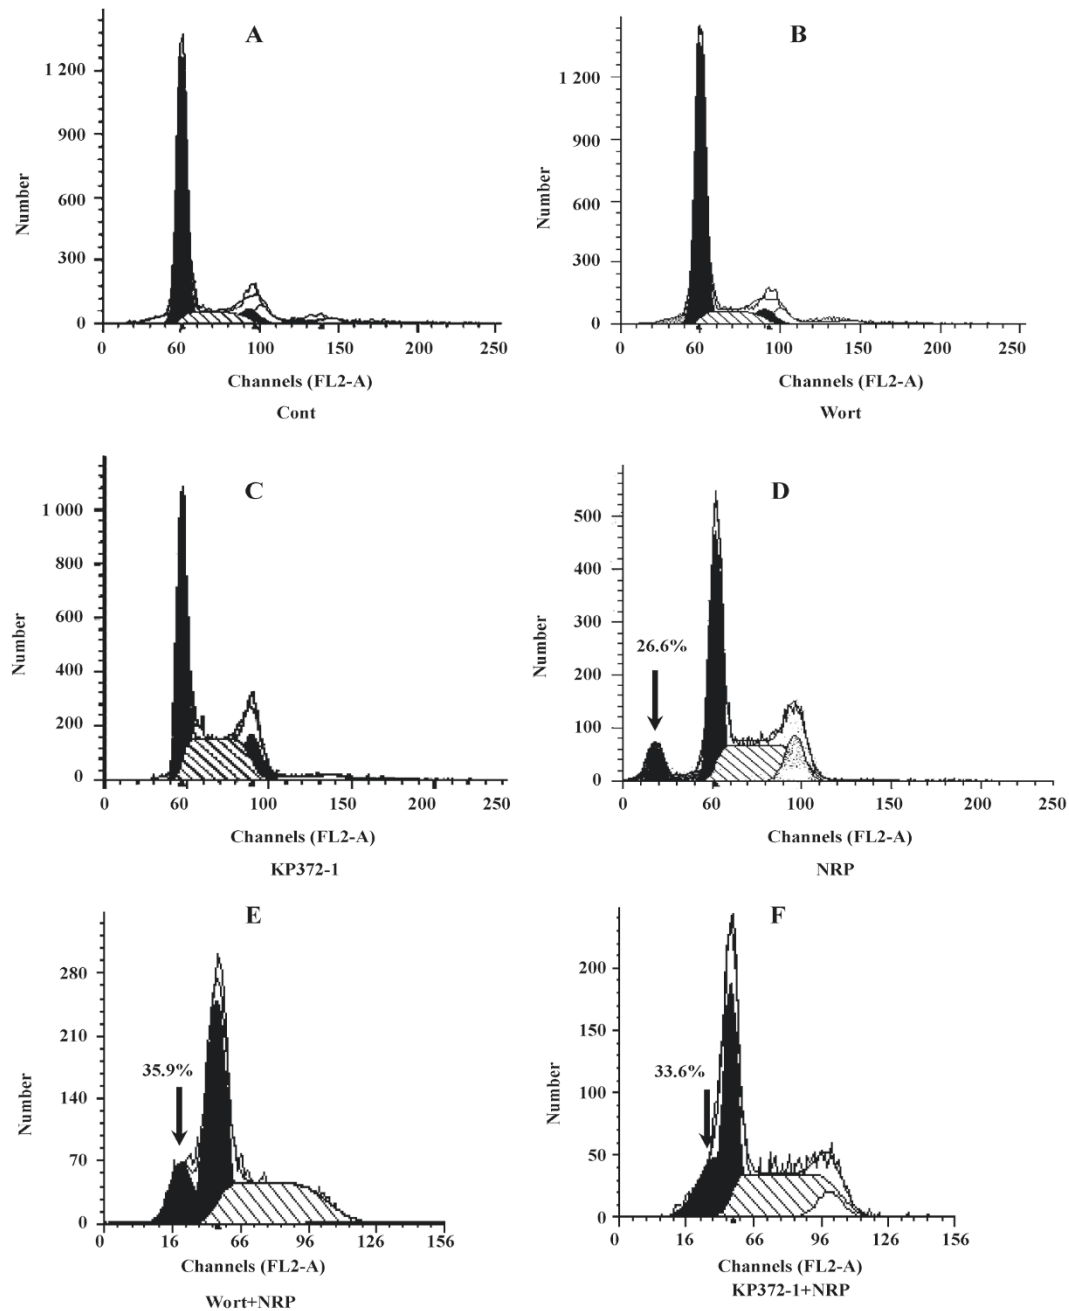 A
1 200
900
600
300
0
Number
0 60 100 150 200 250
Channels (FL2-A)
Cont
B
1 200
900
600
300
0
Number
0 60 100 150 200 250
Channels (FL2-A)
Wort
C
1 000
800
600
400
200
0
Number
0 60 90 150 200 250
Channels (FL2-A)
KP372-1
D
500
400
300
200
100
0
Number
26.6%
0 60 100 150 200 250
Channels (FL2-A)
NRP
E
280
210
140
70
0
Number
35.9%
16 66 96 126 156
Channels (FL2-A)
Wort+NRP
F
200
150
100
50
0
Number
33.6%
16 66 96 126 156
Channels (FL2-A)
KP372-1+NRP